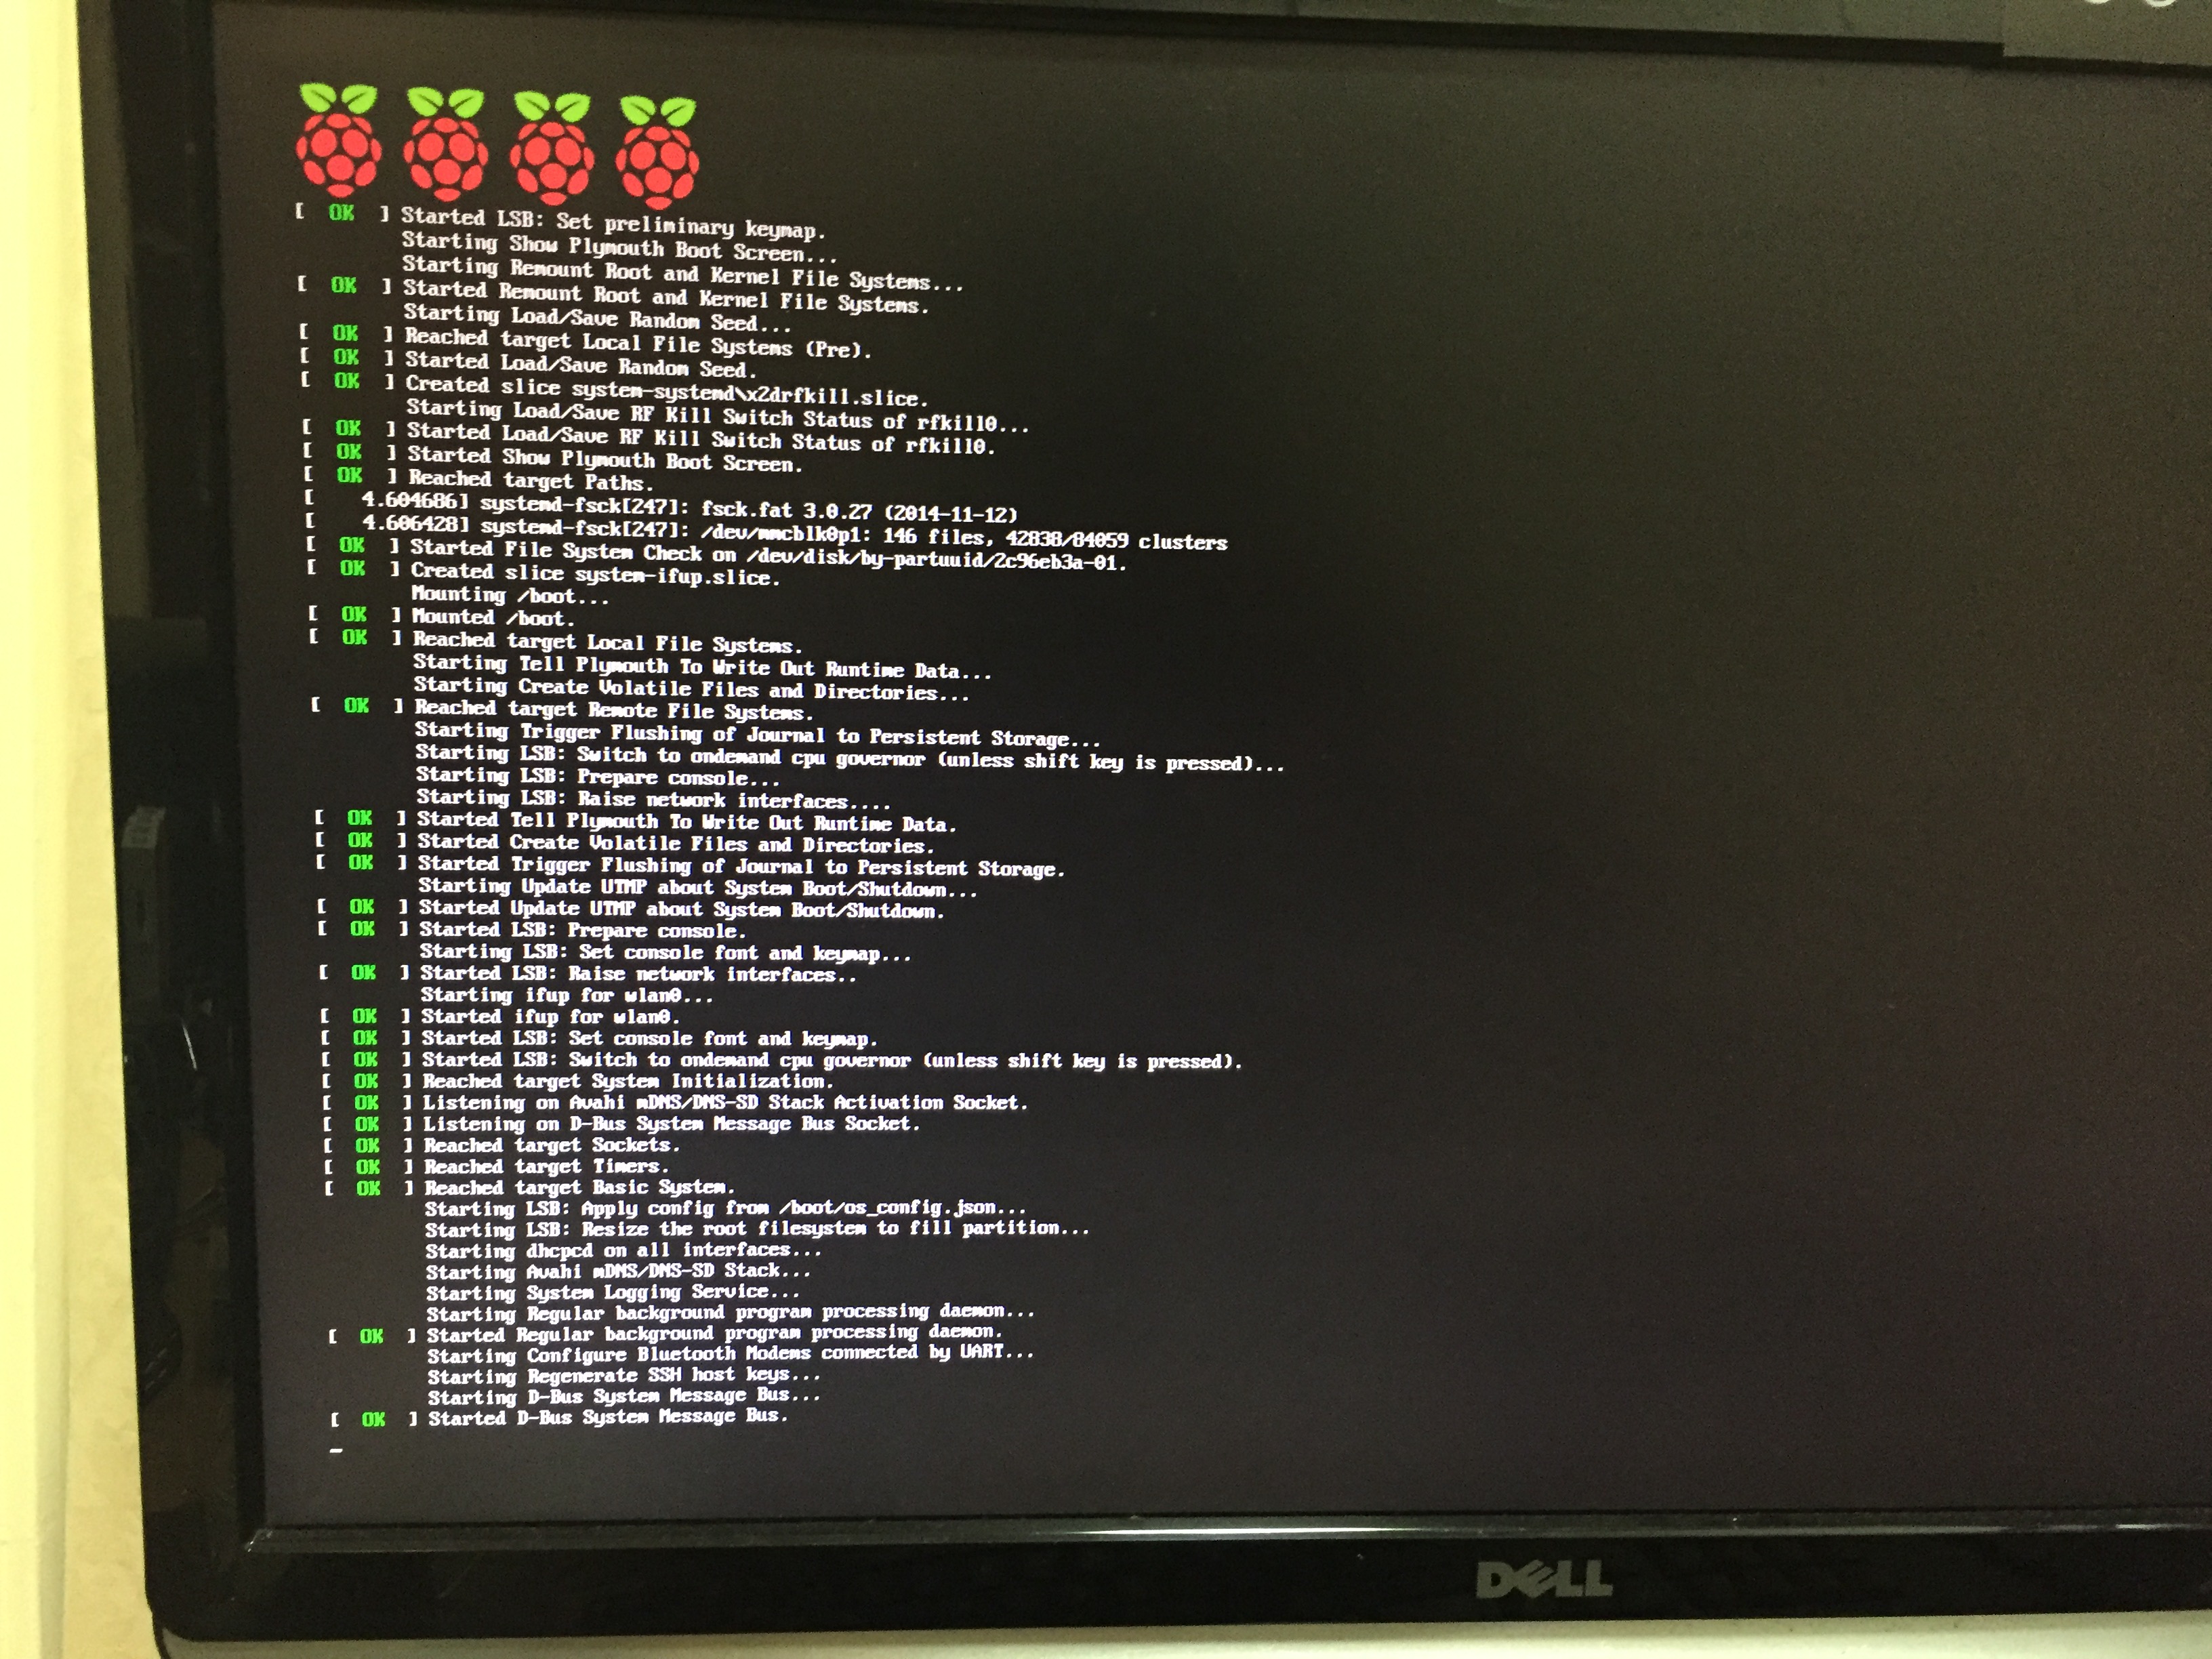 [  OK  ] Started LSB: Set preliminary keymap.
Starting Show Plymouth Boot Screen...
Starting Remount Root and Kernel File Systems...
[  OK  ] Started Remount Root and Kernel File Systems.
Starting Load/Save Random Seed...
[  OK  ] Reached target Local File Systems (Pre).
[  OK  ] Started Load/Save Random Seed.
[  OK  ] Created slice system-systemd\x2drfkill.slice.
Starting Load/Save RF Kill Switch Status of rfkill0...
[  OK  ] Started Load/Save RF Kill Switch Status of rfkill0.
[  OK  ] Started Show Plymouth Boot Screen.
[  OK  ] Reached target Paths.
[    4.604686] systemd-fsck[247]: fsck.fat 3.0.27 (2014-11-12)
[    4.606428] systemd-fsck[247]: /dev/mmcblk0p1: 146 files, 42838/84059 clusters
[  OK  ] Started File System Check on /dev/disk/by-partuuid/2c96eb3a-01.
[  OK  ] Created slice system-ifup.slice.
Mounting /boot...
[  OK  ] Mounted /boot.
[  OK  ] Reached target Local File Systems.
Starting Tell Plymouth To Write Out Runtime Data...
Starting Create Volatile Files and Directories...
[  OK  ] Reached target Remote File Systems.
Starting Trigger Flushing of Journal to Persistent Storage...
Starting LSB: Switch to ondemand cpu governor (unless shift key is pressed)...
Starting LSB: Prepare console...
Starting LSB: Raise network interfaces....
[  OK  ] Started Tell Plymouth To Write Out Runtime Data.
[  OK  ] Started Create Volatile Files and Directories.
[  OK  ] Started Trigger Flushing of Journal to Persistent Storage.
Starting Update UTMP about System Boot/Shutdown...
[  OK  ] Started Update UTMP about System Boot/Shutdown.
[  OK  ] Started LSB: Prepare console.
Starting LSB: Set console font and keymap...
[  OK  ] Started LSB: Raise network interfaces..
Starting ifup for wlan0...
[  OK  ] Started ifup for wlan0.
[  OK  ] Started LSB: Set console font and keymap.
[  OK  ] Started LSB: Switch to ondemand cpu governor (unless shift key is pressed).
[  OK  ] Reached target System Initialization.
[  OK  ] Listening on Avahi mDNS/DNS-SD Stack Activation Socket.
[  OK  ] Listening on D-Bus System Message Bus Socket.
[  OK  ] Reached target Sockets.
[  OK  ] Reached target Timers.
[  OK  ] Reached target Basic System.
Starting LSB: Apply config from /boot/os_config.json...
Starting LSB: Resize the root filesystem to fill partition...
Starting dhcpcd on all interfaces...
Starting Avahi mDNS/DNS-SD Stack...
Starting System Logging Service...
Starting Regular background program processing daemon...
[  OK  ] Started Regular background program processing daemon.
Starting Configure Bluetooth Modems connected by UART...
Starting Regenerate SSH host keys...
Starting D-Bus System Message Bus...
[  OK  ] Started D-Bus System Message Bus.
_
DELL